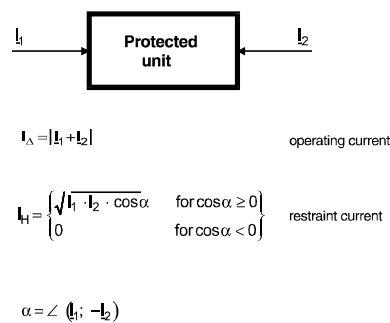 I1 Protected I2
unit
IΔ =|I1+I2| operating current
IH = { √I1 · I2 · cosα for cosα ≥ 0
0 for cosα < 0 } restraint current
α = ∠ (I1; −I2)